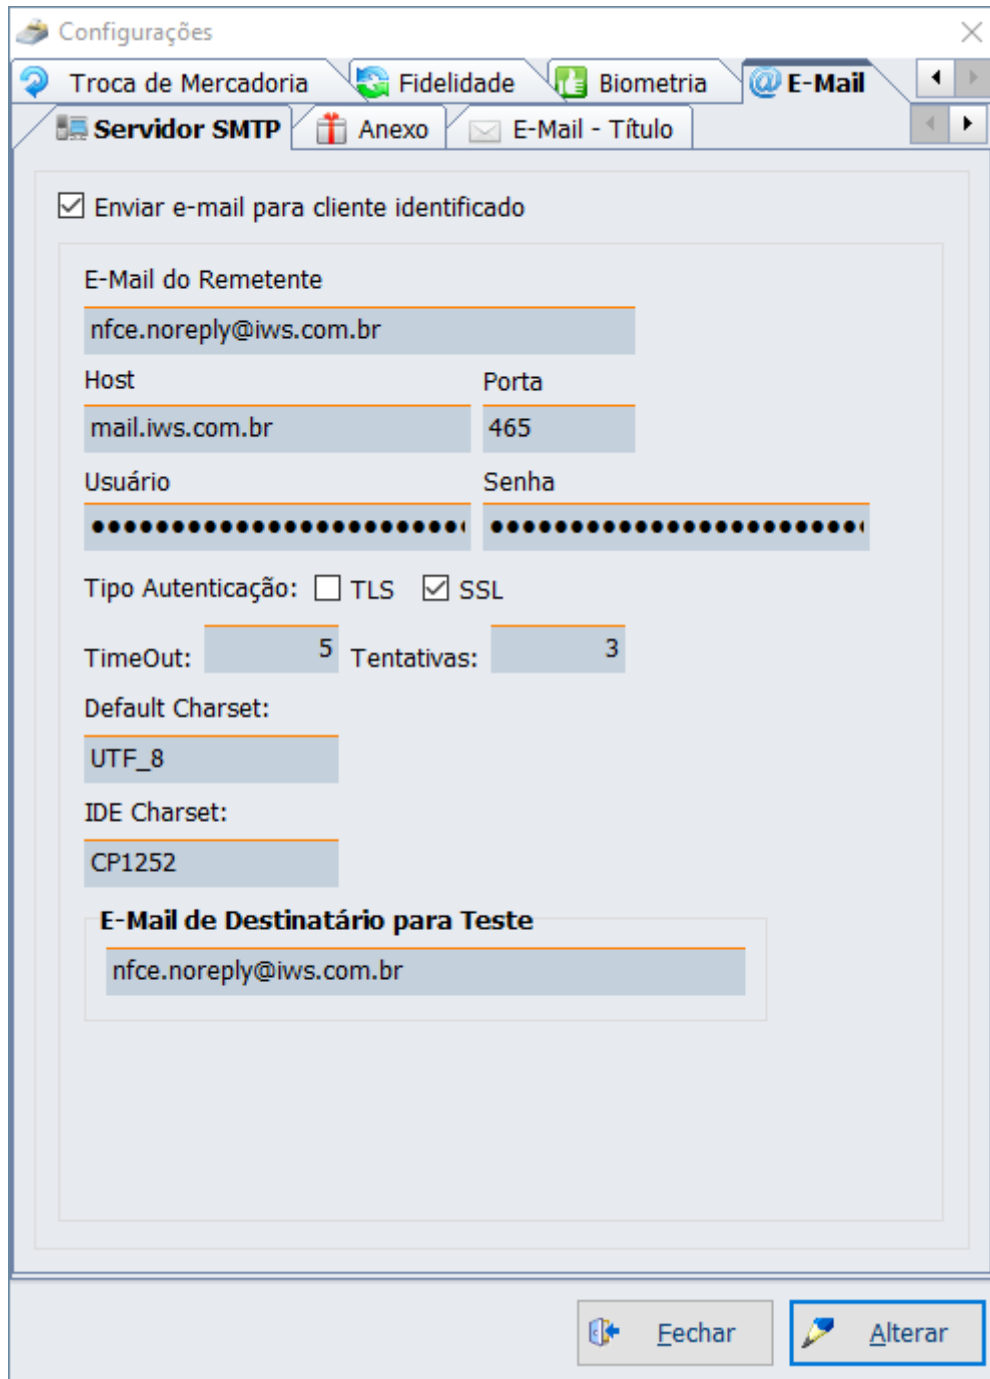 Configurações
Troca de Mercadoria Fidelidade Biometria E-Mail
Servidor SMTP Anexo E-Mail - Título
Enviar e-mail para cliente identificado
E-Mail do Remetente
nfce.noreply@iws.com.br
Host Porta
mail.iws.com.br 465
Usuário Senha
Tipo Autenticação: TLS SSL
TimeOut: 5 Tentativas: 3
Default Charset:
UTF_8
IDE Charset:
CP1252
E-Mail de Destinatário para Teste
nfce.noreply@iws.com.br
Fechar Alterar